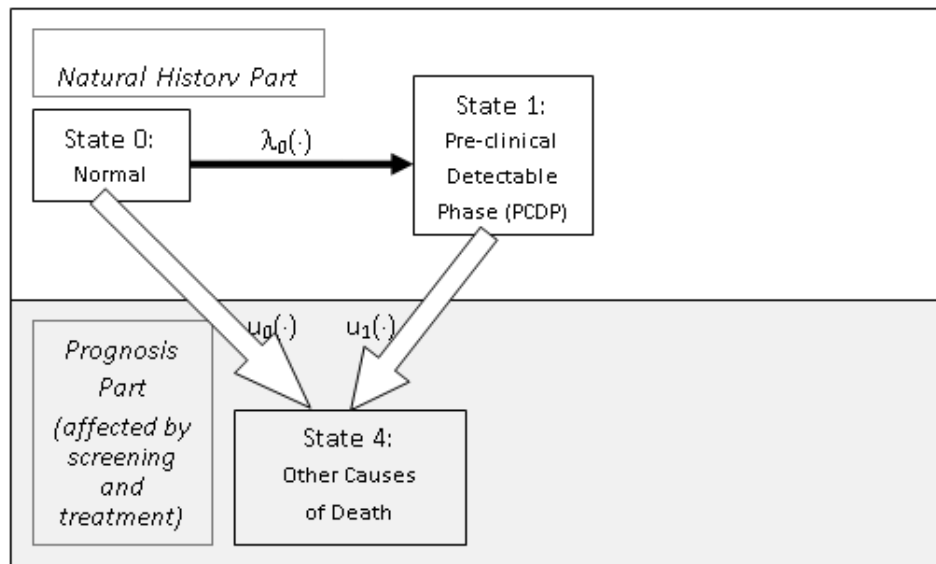 Natural History Part
State 0:
Normal
λ0(·)
State 1:
Pre-clinical
Detectable
Phase (PCDP)
u0(·)
u1(·)
Prognosis
Part
(affected by
screening
and
treatment)
State 4:
Other Causes
of Death